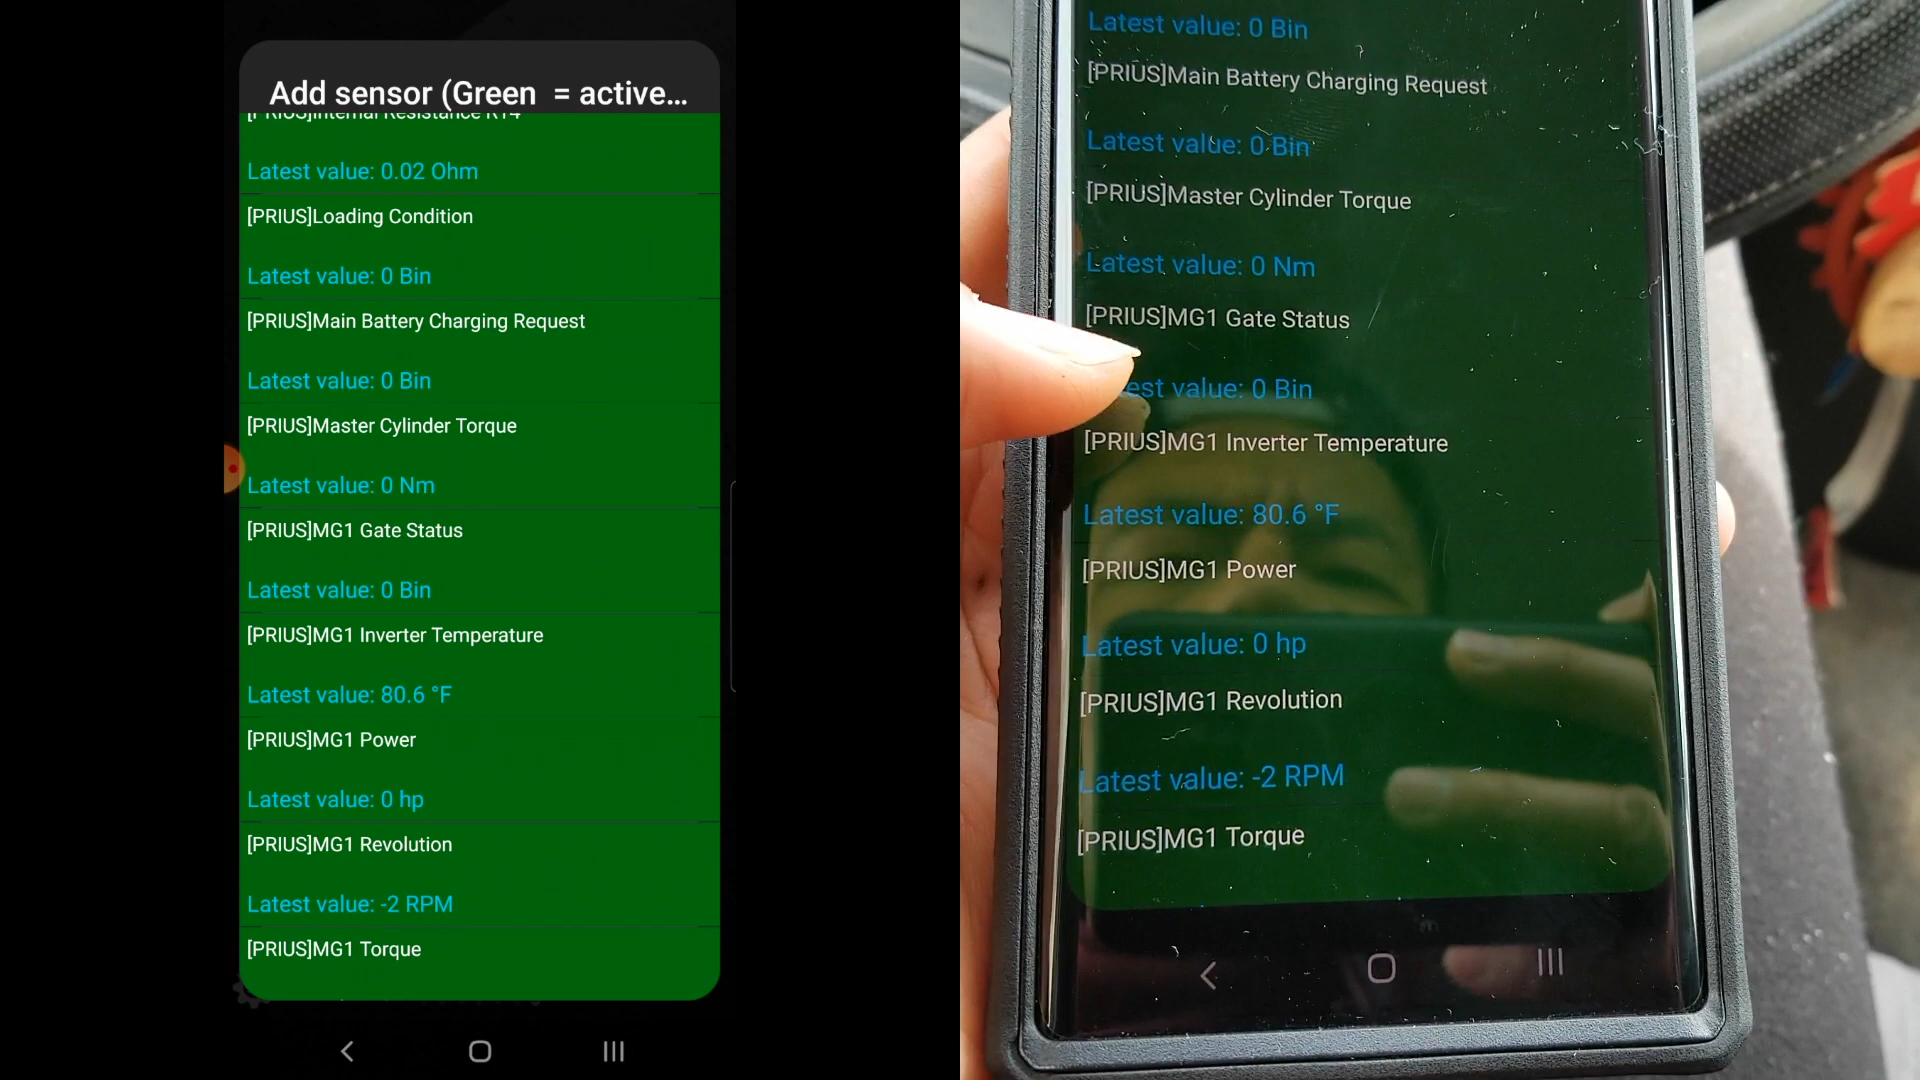 Add sensor (Green  = active...
[PRIUS]Internal Resistance R14
Latest value: 0.02 Ohm
[PRIUS]Loading Condition
Latest value: 0 Bin
[PRIUS]Main Battery Charging Request
Latest value: 0 Bin
[PRIUS]Master Cylinder Torque
Latest value: 0 Nm
[PRIUS]MG1 Gate Status
Latest value: 0 Bin
[PRIUS]MG1 Inverter Temperature
Latest value: 80.6 °F
[PRIUS]MG1 Power
Latest value: 0 hp
[PRIUS]MG1 Revolution
Latest value: -2 RPM
[PRIUS]MG1 Torque
Latest value: 0 Bin
[PRIUS]Main Battery Charging Request
Latest value: 0 Bin
[PRIUS]Master Cylinder Torque
Latest value: 0 Nm
[PRIUS]MG1 Gate Status
est value: 0 Bin
[PRIUS]MG1 Inverter Temperature
Latest value: 80.6 °F
[PRIUS]MG1 Power
Latest value: 0 hp
[PRIUS]MG1 Revolution
Latest value: -2 RPM
[PRIUS]MG1 Torque